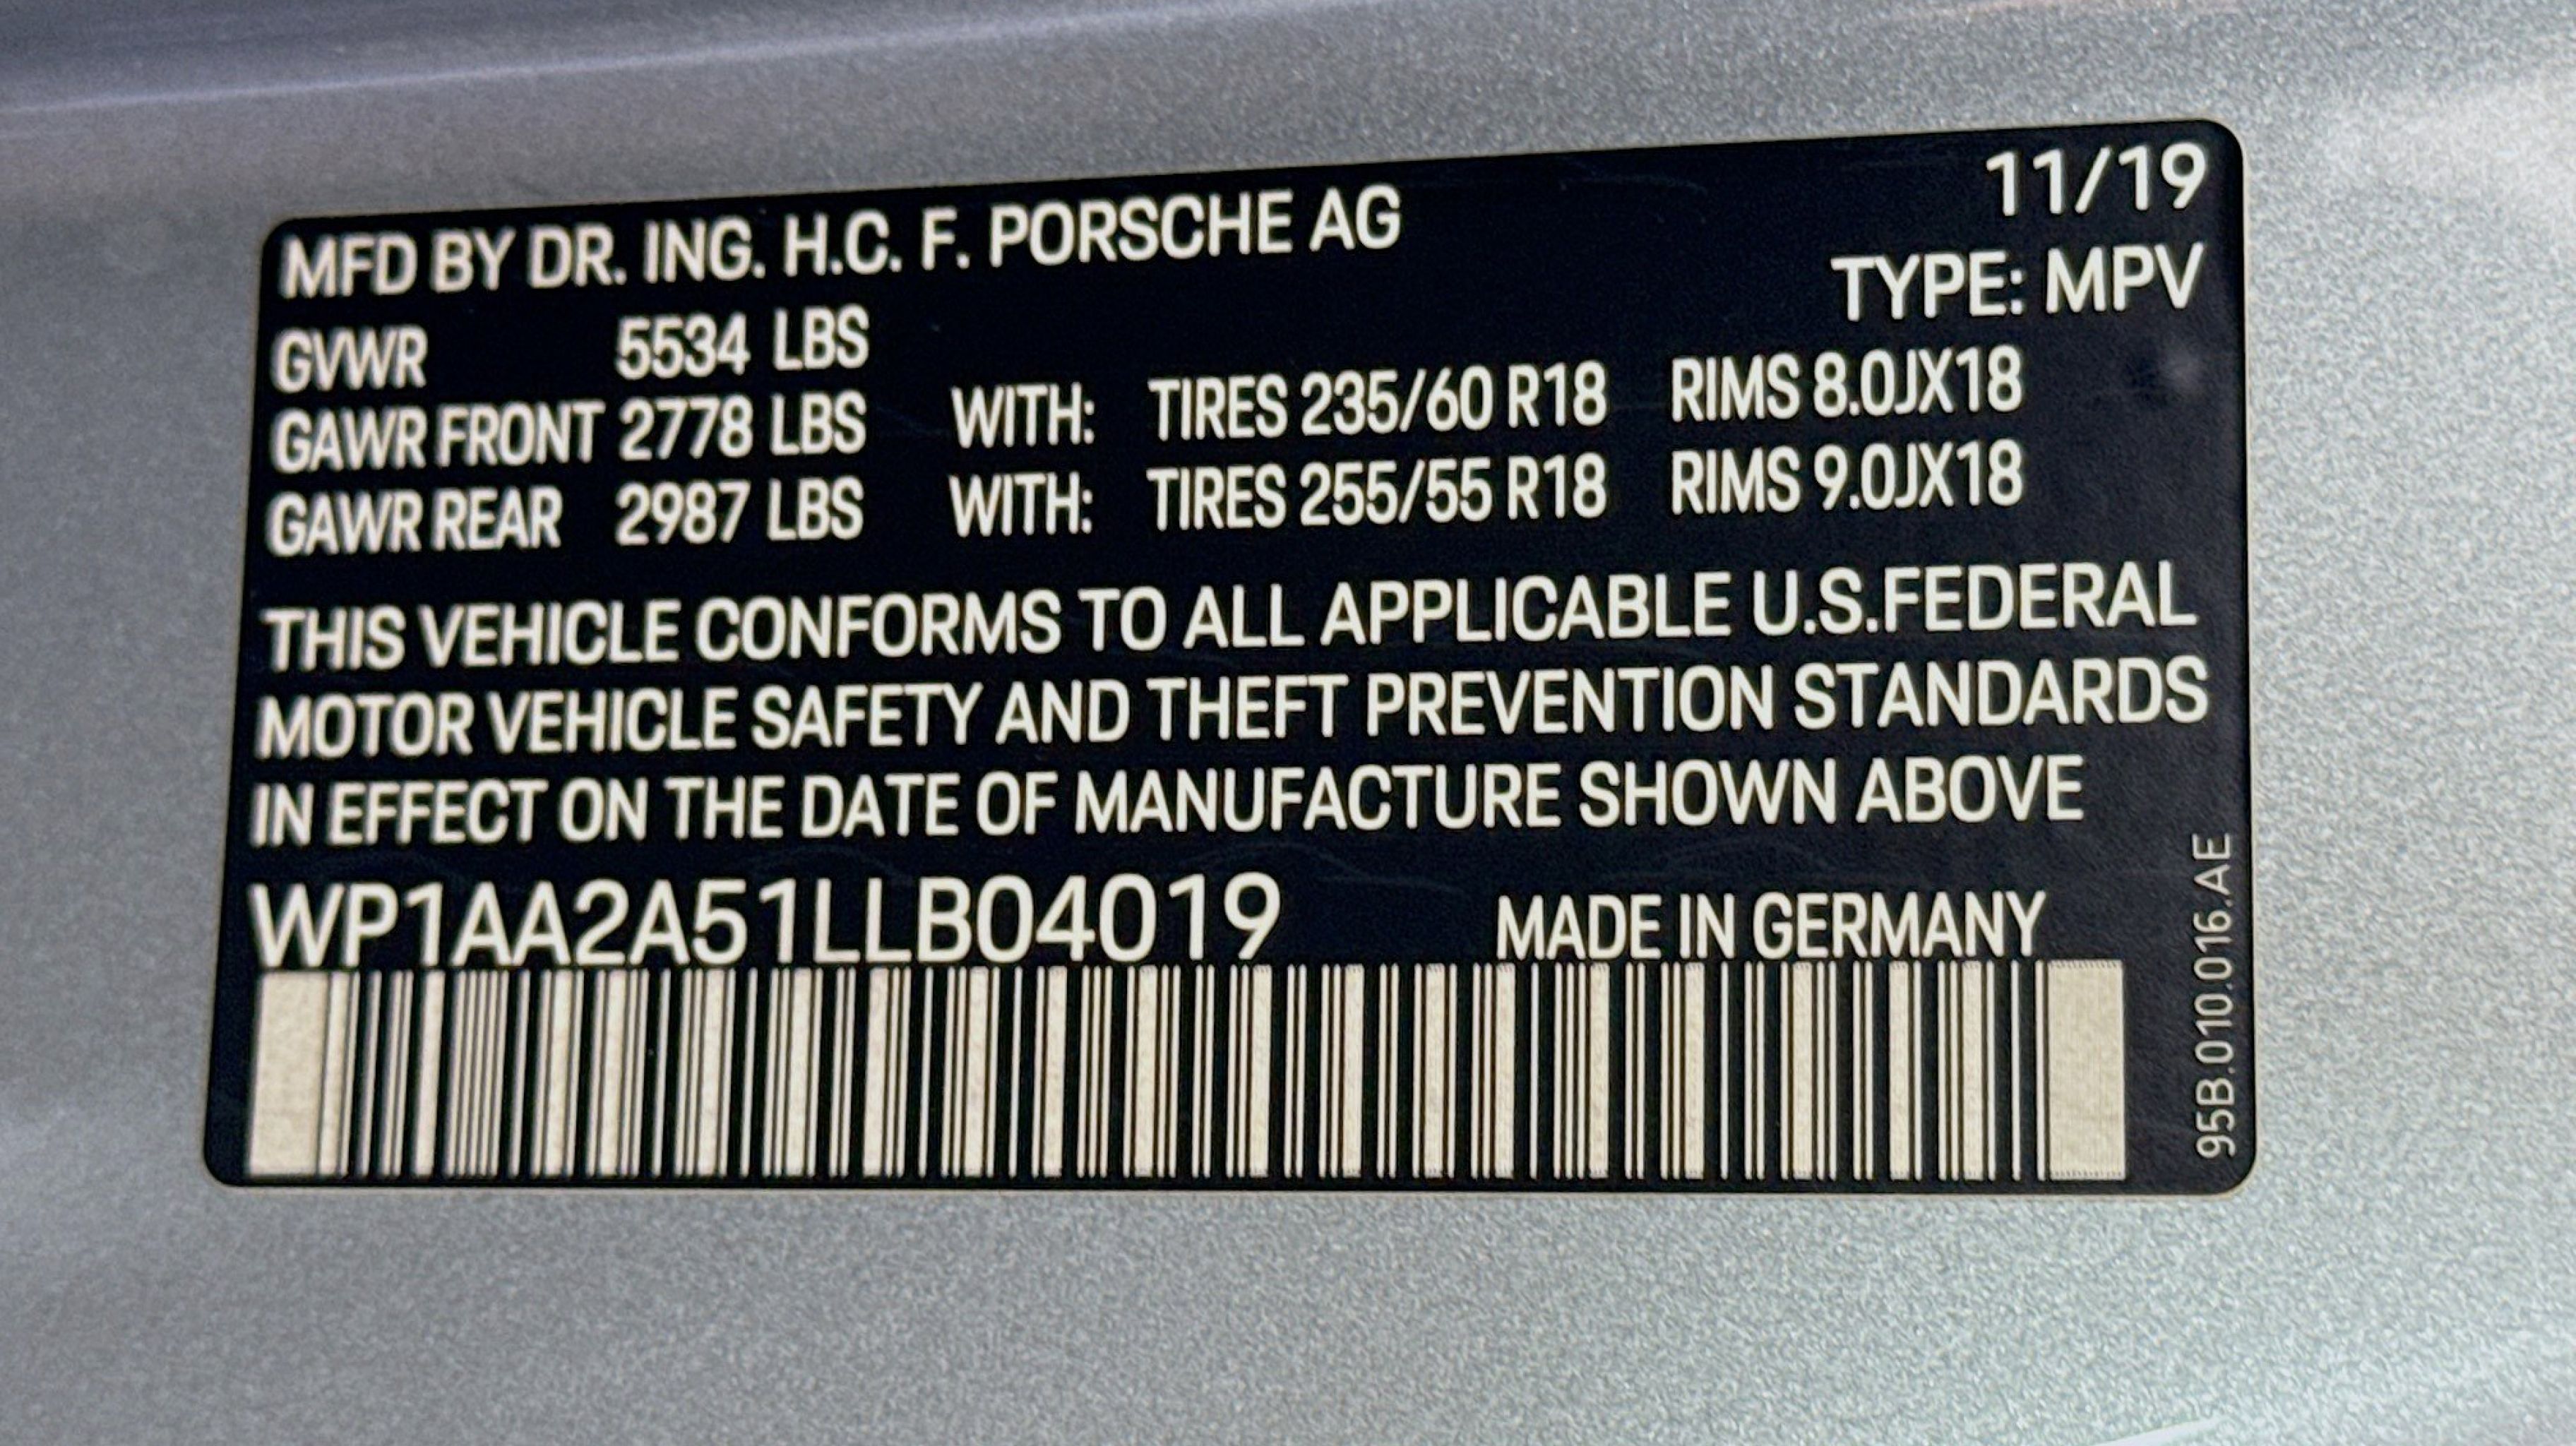 MFD BY DR. ING. H.C. F. PORSCHE AG 11/19
TYPE: MPV
GVWR 5534 LBS
GAWR FRONT 2778 LBS WITH: TIRES 235/60 R18 RIMS 8.0JX18
GAWR REAR 2987 LBS WITH: TIRES 255/55 R18 RIMS 9.0JX18
THIS VEHICLE CONFORMS TO ALL APPLICABLE U.S.FEDERAL
MOTOR VEHICLE SAFETY AND THEFT PREVENTION STANDARDS
IN EFFECT ON THE DATE OF MANUFACTURE SHOWN ABOVE
WP1AA2A51LLB04019 MADE IN GERMANY
95B.010.016.AE